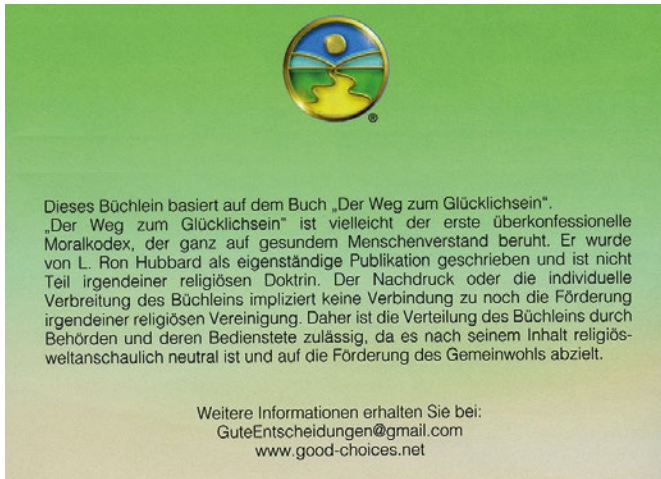 ®
Dieses Büchlein basiert auf dem Buch „Der Weg zum Glücklichsein“.
„Der Weg zum Glücklichsein“ ist vielleicht der erste überkonfessionelle
Moralkodex, der ganz auf gesundem Menschenverstand beruht. Er wurde
von L. Ron Hubbard als eigenständige Publikation geschrieben und ist nicht
Teil irgendeiner religiösen Doktrin. Der Nachdruck oder die individuelle
Verbreitung des Büchleins impliziert keine Verbindung zu noch die Förderung
irgendeiner religiösen Vereinigung. Daher ist die Verteilung des Büchleins durch
Behörden und deren Bedienstete zulässig, da es nach seinem Inhalt religiös-
weltanschaulich neutral ist und auf die Förderung des Gemeinwohls abzielt.
Weitere Informationen erhalten Sie bei:
GuteEntscheidungen@gmail.com
www.good-choices.net